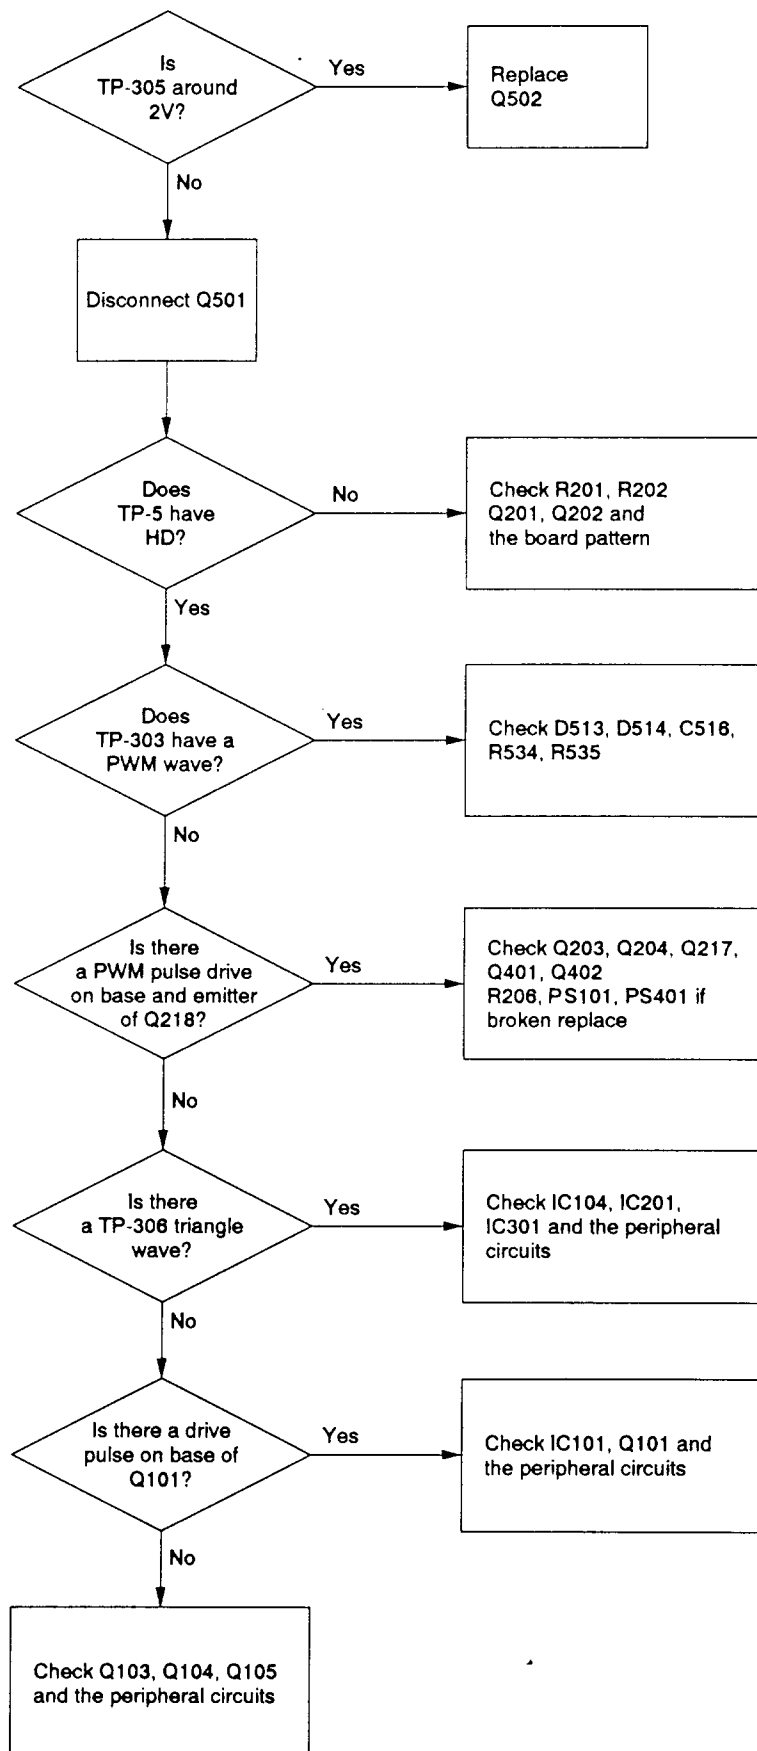 Is
TP-305 around
2V?
Yes
Replace
Q502
No
Disconnect Q501
Does
TP-5 have
HD?
No
Check R201, R202
Q201, Q202 and
the board pattern
Yes
Does
TP-303 have a
PWM wave?
Yes
Check D513, D514, C516,
R534, R535
No
Is there
a PWM pulse drive
on base and emitter
of Q218?
Yes
Check Q203, Q204, Q217,
Q401, Q402
R206, PS101, PS401 if
broken replace
No
Is there
a TP-306 triangle
wave?
Yes
Check IC104, IC201,
IC301 and the peripheral
circuits
No
Is there a drive
pulse on base of
Q101?
Yes
Check IC101, Q101 and
the peripheral circuits
No
Check Q103, Q104, Q105
and the peripheral circuits